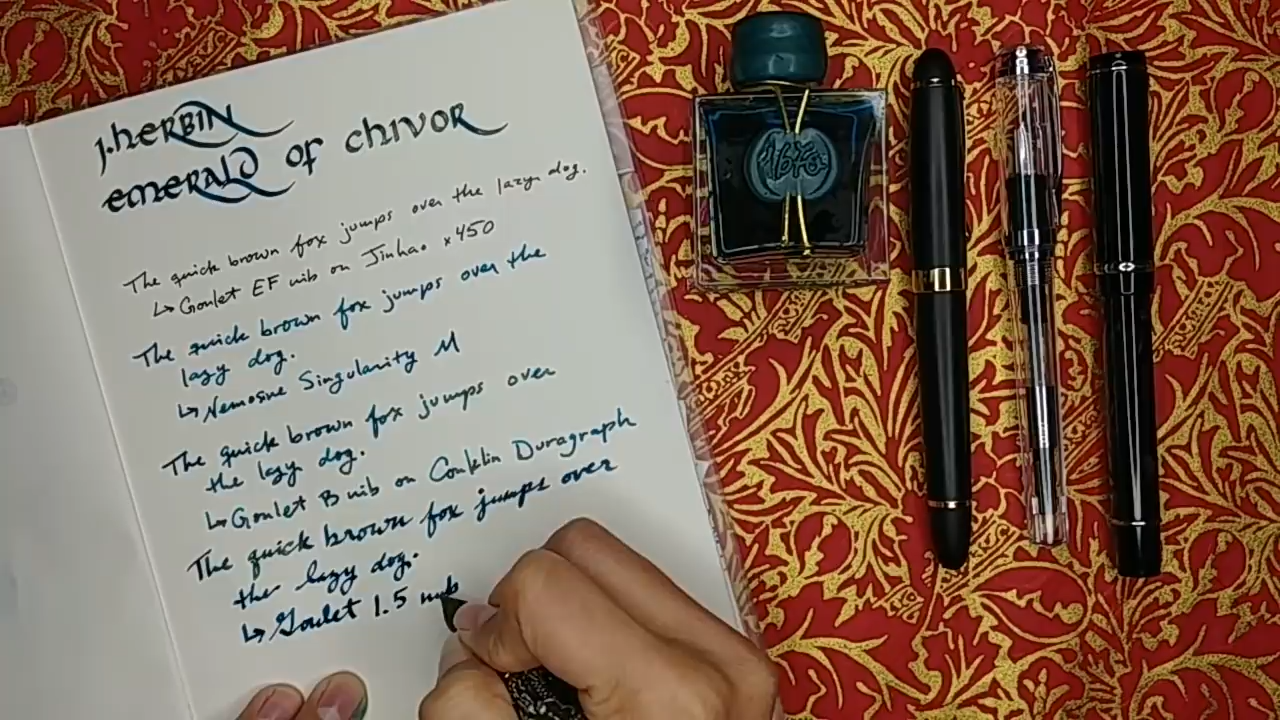 J. Herbin
Emerald of Chivor
The quick brown fox jumps over the lazy dog.
↳ Goulet EF nib on Jinhao x450
The quick brown fox jumps over the
lazy dog.
↳ Nemosne Singularity M
The quick brown fox jumps over
the lazy dog.
↳ Goulet B nib on Conklin Duragraph
The quick brown fox jumps over
the lazy dog.
↳ Goulet 1.5 nib
1670